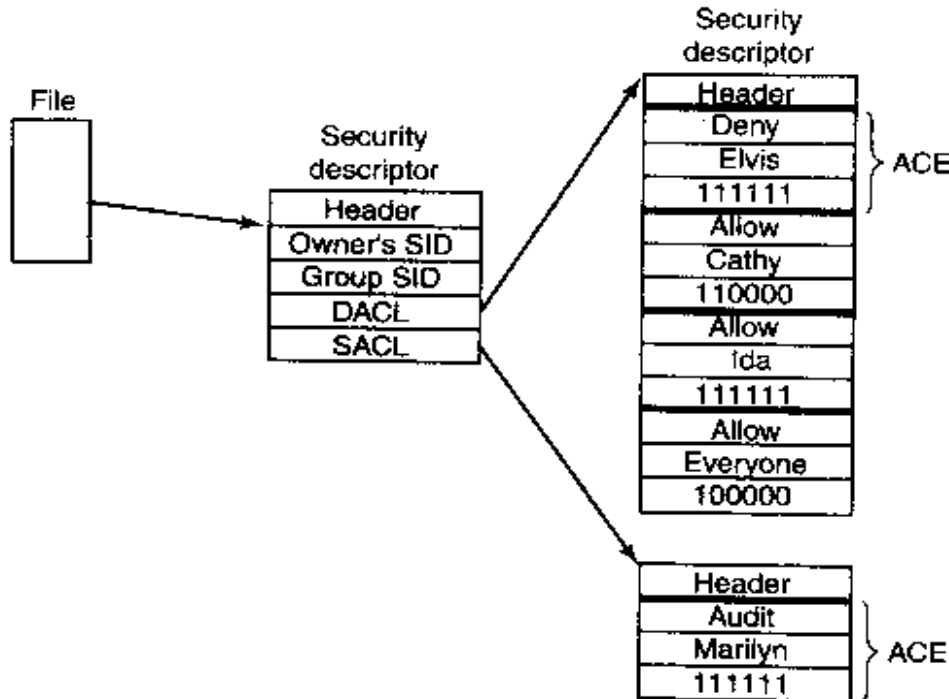 File
Security
descriptor
Header
Owner's SID
Group SID
DACL
SACL
Security
descriptor
Header
Deny
Elvis
111111
ACE
Allow
Cathy
110000
Allow
Ida
111111
Allow
Everyone
100000
Header
Audit
Marilyn
111111
ACE